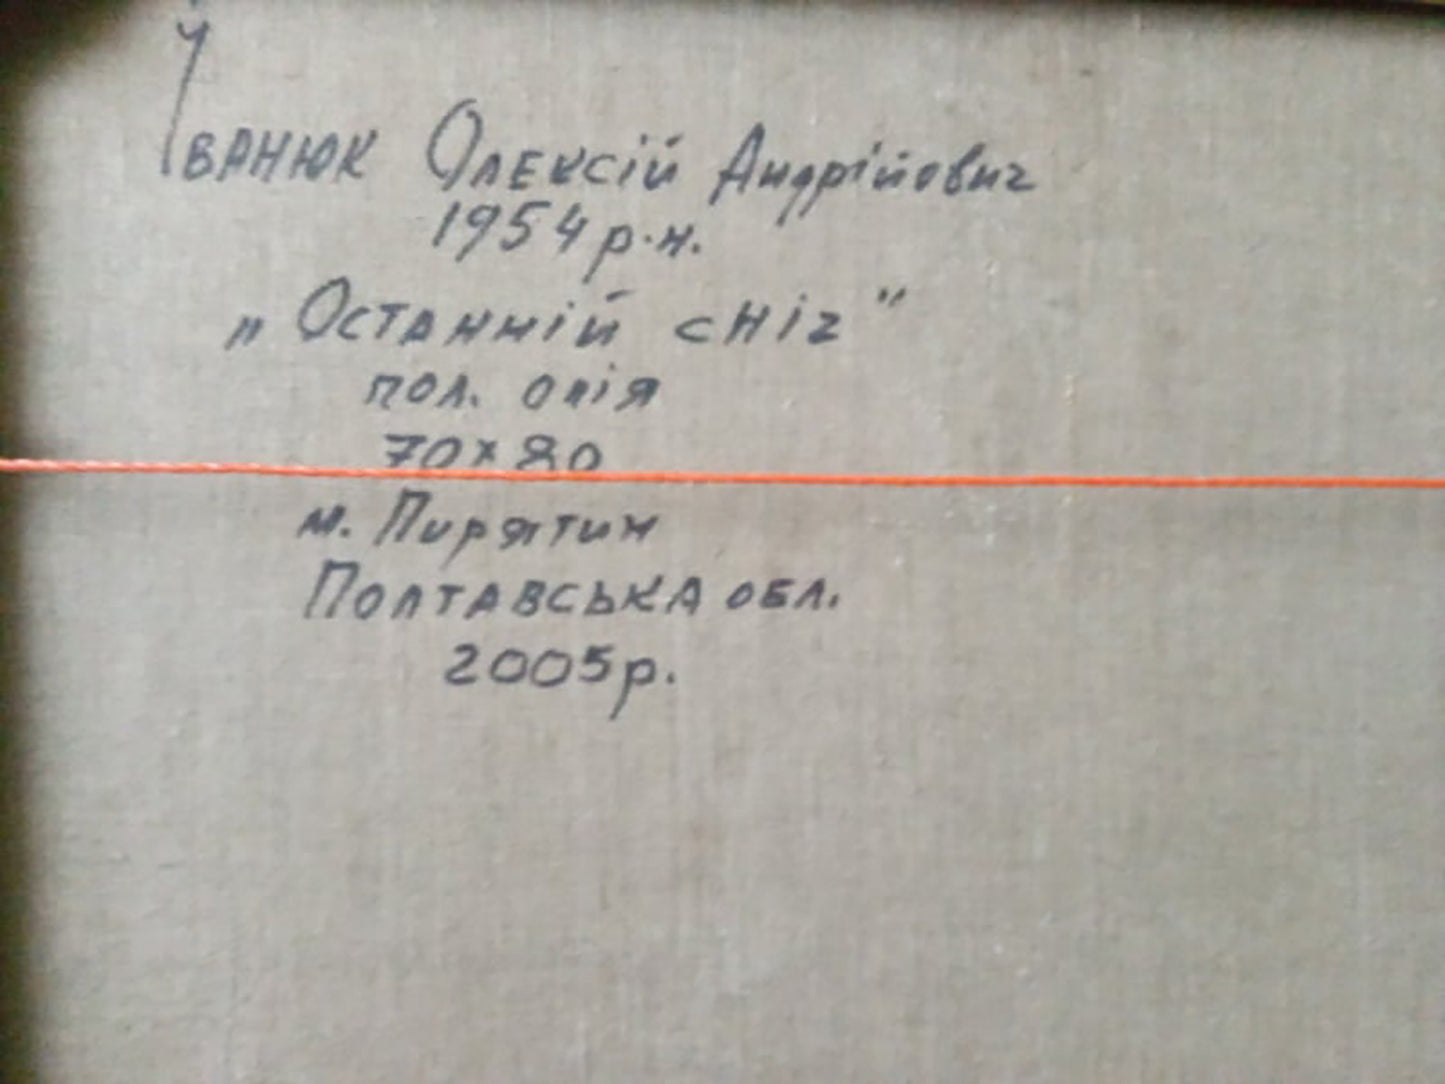 Іванюк Олексій Андрійович
1954 р.н.
„Останній сніг"
пол. олія
70х80
м. Пирятин
Полтавська обл.
2005р.